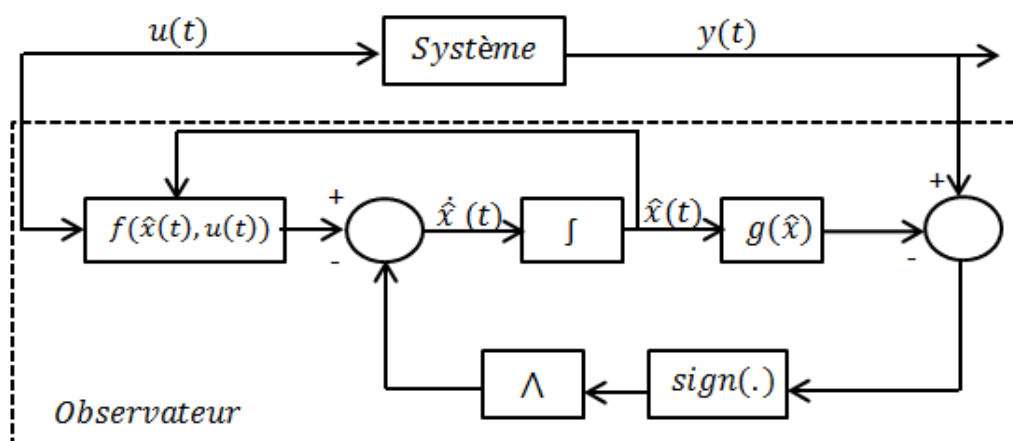 u(t)
Système
y(t)
f(x̂(t), u(t))
+
-
ẋ̂ (t)
∫
x̂(t)
g(x̂)
+
-
Λ
sign(.)
Observateur